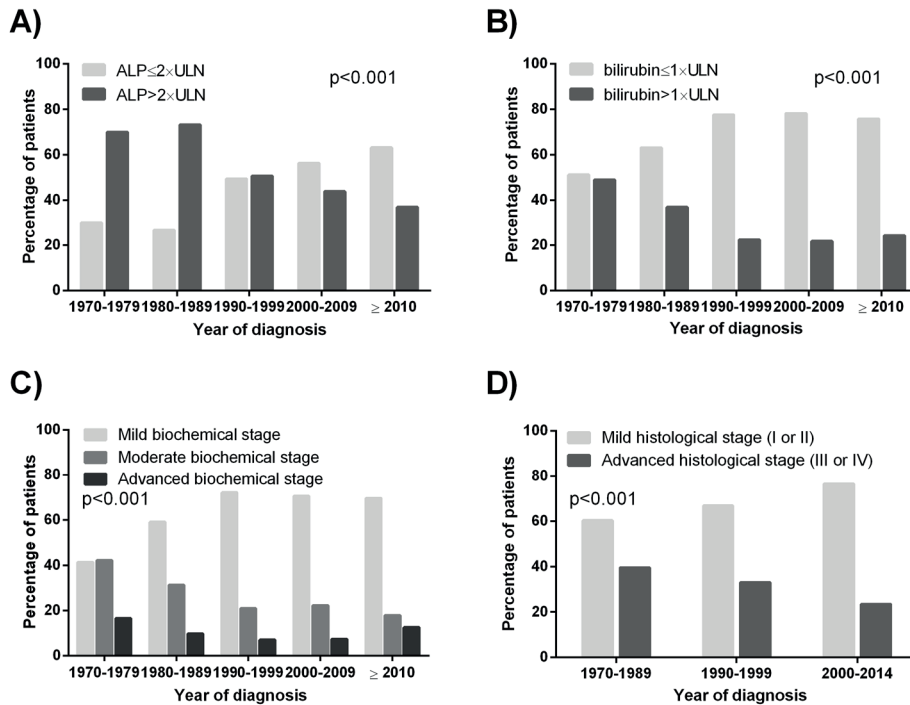 A)
100
80
60
40
20
0
Percentage of patients
ALP≤2×ULN
ALP>2×ULN
p<0.001
1970-1979 1980-1989 1990-1999 2000-2009 ≥ 2010
Year of diagnosis
B)
100
80
60
40
20
0
Percentage of patients
bilirubin≤1×ULN
bilirubin>1×ULN
p<0.001
1970-1979 1980-1989 1990-1999 2000-2009 ≥ 2010
Year of diagnosis
C)
100
80
60
40
20
0
Percentage of patients
Mild biochemical stage
Moderate biochemical stage
Advanced biochemical stage
p<0.001
1970-1979 1980-1989 1990-1999 2000-2009 ≥ 2010
Year of diagnosis
D)
100
80
60
40
20
0
Percentage of patients
Mild histological stage (I or II)
Advanced histological stage (III or IV)
p<0.001
1970-1989 1990-1999 2000-2014
Year of diagnosis